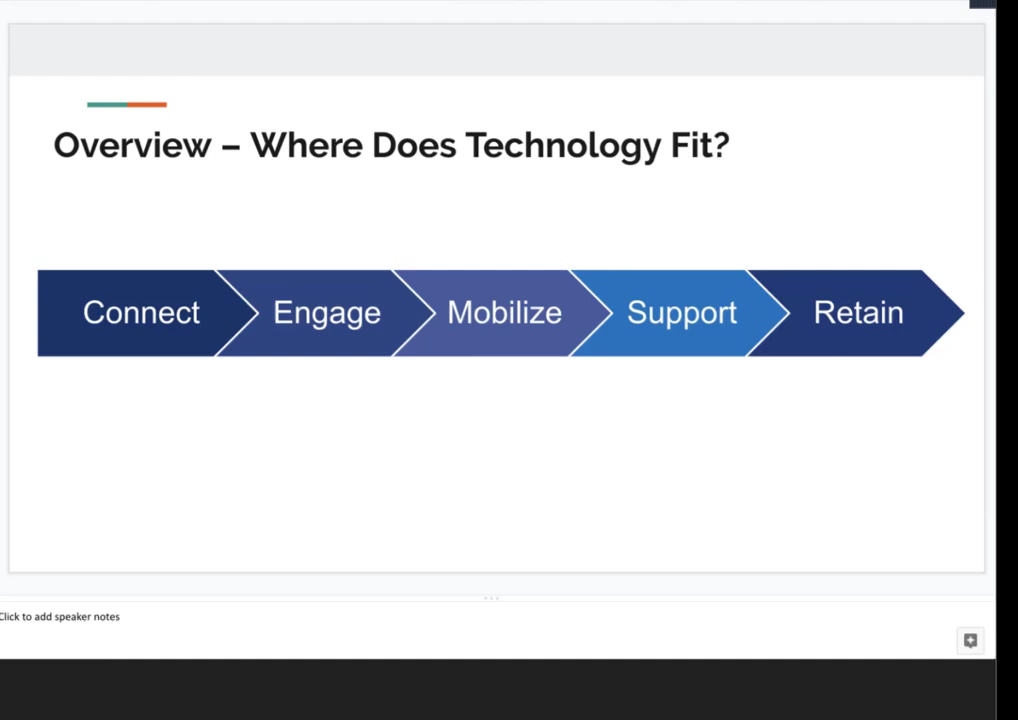 Overview – Where Does Technology Fit?
Connect Engage Mobilize Support Retain
Click to add speaker notes